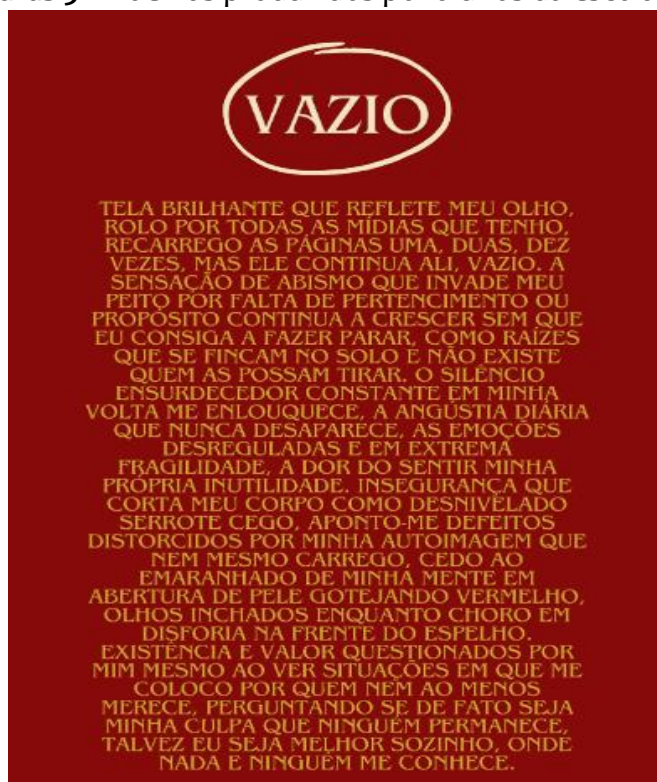 VAZIO
TELA BRILHANTE QUE REFLETE MEU OLHO,
ROLO POR TODAS AS MÍDIAS QUE TENHO,
RECARREGO AS PÁGINAS UMA, DUAS, DEZ
VEZES, MAS ELE CONTINUA ALI, VAZIO. A
SENSAÇÃO DE ABISMO QUE INVADE MEU
PEITO POR FALTA DE PERTENCIMENTO OU
PROPÓSITO CONTINUA A CRESCER SEM QUE
EU CONSIGA A FAZER PARAR, COMO RAÍZES
QUE SE FINCAM NO SOLO E NÃO EXISTE
QUEM AS POSSAM TIRAR. O SILÊNCIO
ENSURDECEDOR CONSTANTE EM MINHA
VOLTA ME ENLOUQUECE, A ANGÚSTIA DIÁRIA
QUE NUNCA DESAPARECE, AS EMOÇÕES
DESREGULADAS E EM EXTREMA
FRAGILIDADE, A DOR DO SENTIR MINHA
PRÓPRIA INUTILIDADE. INSEGURANÇA QUE
CORTA MEU CORPO COMO DESNIVELADO
SERROTE CEGO, APONTO-ME DEFEITOS
DISTORCIDOS POR MINHA AUTOIMAGEM QUE
NEM MESMO CARREGO, CEDO AO
EMARANHADO DE MINHA MENTE EM
ABERTURA DE PELE GOTEJANDO VERMELHO,
OLHOS INCHADOS ENQUANTO CHORO EM
DISFORIA NA FRENTE DO ESPELHO.
EXISTÊNCIA E VALOR QUESTIONADOS POR
MIM MESMO AO VER SITUAÇÕES EM QUE ME
COLOCO POR QUEM NEM AO MENOS
MERECE, PERGUNTANDO SE DE FATO SEJA
MINHA CULPA QUE NINGUÉM PERMANECE,
TALVEZ EU SEJA MELHOR SOZINHO, ONDE
NADA E NINGUÉM ME CONHECE.